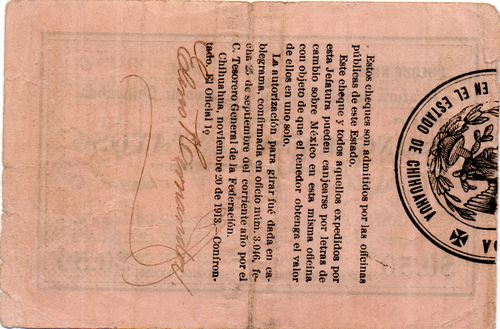 Estos cheques son admitidos por las oficinas
públicas de este Estado.
Este cheque y todos aquellos expedidos por
esta Jefatura pueden canjearse por letras de
cambio sobre México en esta misma oficina
con objeto de que el tenedor obtenga el valor
de ellos en uno solo.
La autorización para girar fué dada en ca-
blegrama, confirmada en oficio núm. 3,046, fe-
cha 25 de septiembre del corriente año por el
C. Tesorero General de la Federación.
Chihuahua, noviembre 20 de 1913.—Confron-
tado. El Oficial 1º
EN EL ESTADO DE CHIHUAHUA